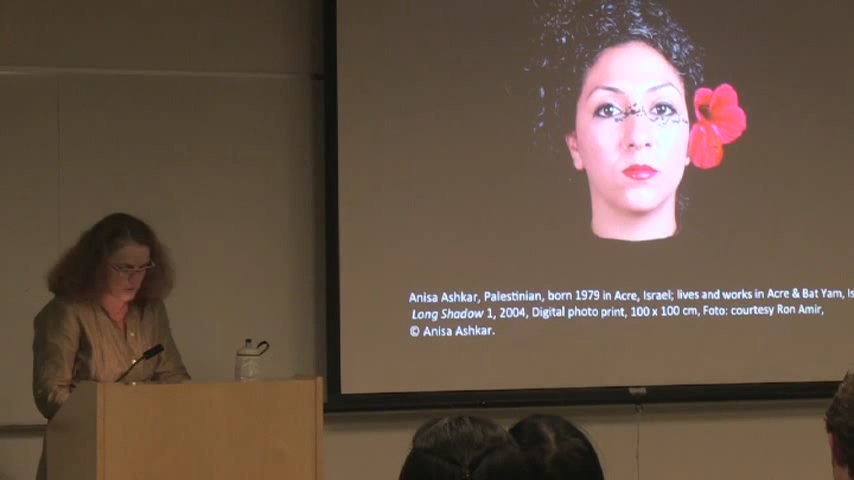 Anisa Ashkar, Palestinian, born 1979 in Acre, Israel; lives and works in Acre & Bat Yam, Is
Long Shadow 1, 2004, Digital photo print, 100 x 100 cm, Foto: courtesy Ron Amir,
© Anisa Ashkar.